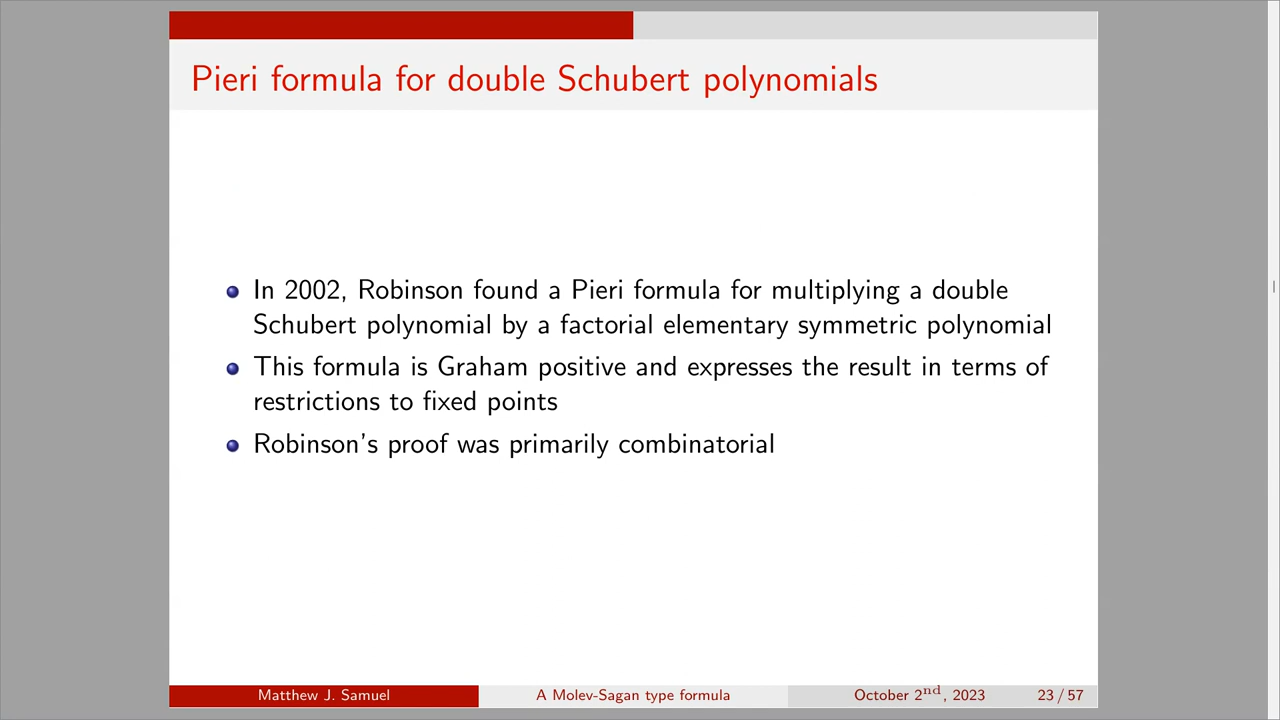 Pieri formula for double Schubert polynomials
In 2002, Robinson found a Pieri formula for multiplying a double
Schubert polynomial by a factorial elementary symmetric polynomial
This formula is Graham positive and expresses the result in terms of
restrictions to fixed points
Robinson's proof was primarily combinatorial
Matthew J. Samuel
A Molev-Sagan type formula
October 2nd, 2023
23 / 57